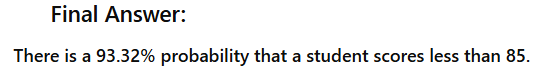 Final Answer:
There is a 93.32% probability that a student scores less than 85.